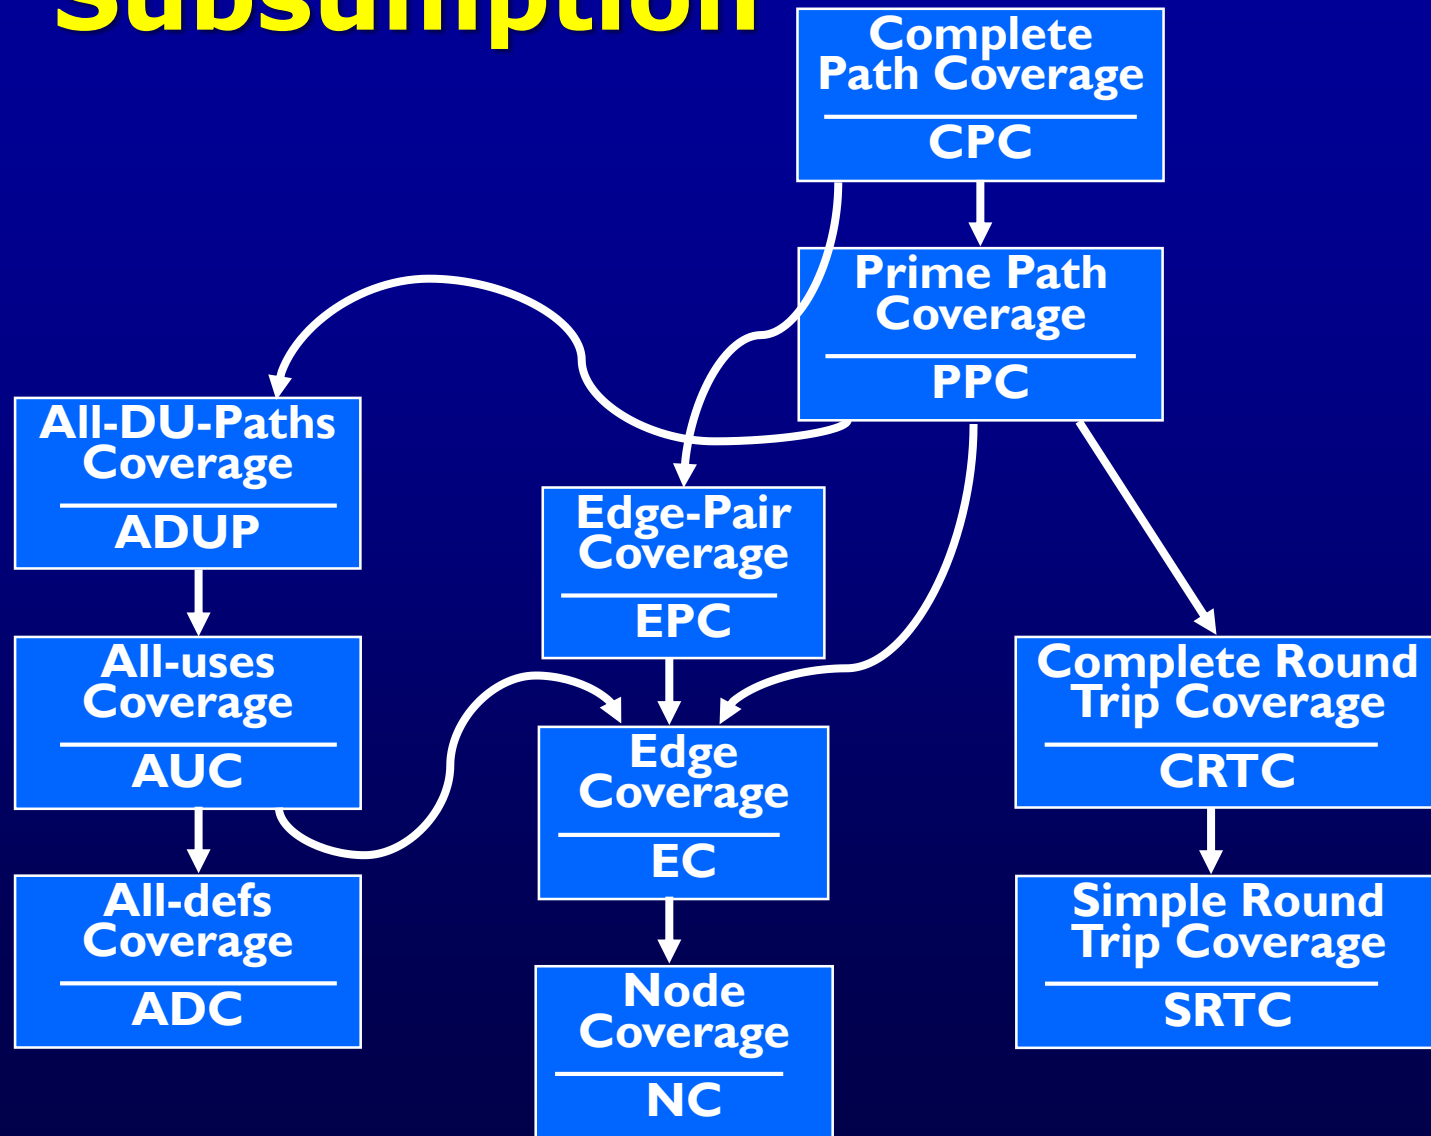 Subsumption
Complete
Path Coverage
CPC
Prime Path
Coverage
PPC
All-DU-Paths
Coverage
ADUP
Edge-Pair
Coverage
EPC
All-uses
Coverage
AUC
Complete Round
Trip Coverage
CRTC
Edge
Coverage
EC
All-defs
Coverage
ADC
Simple Round
Trip Coverage
SRTC
Node
Coverage
NC